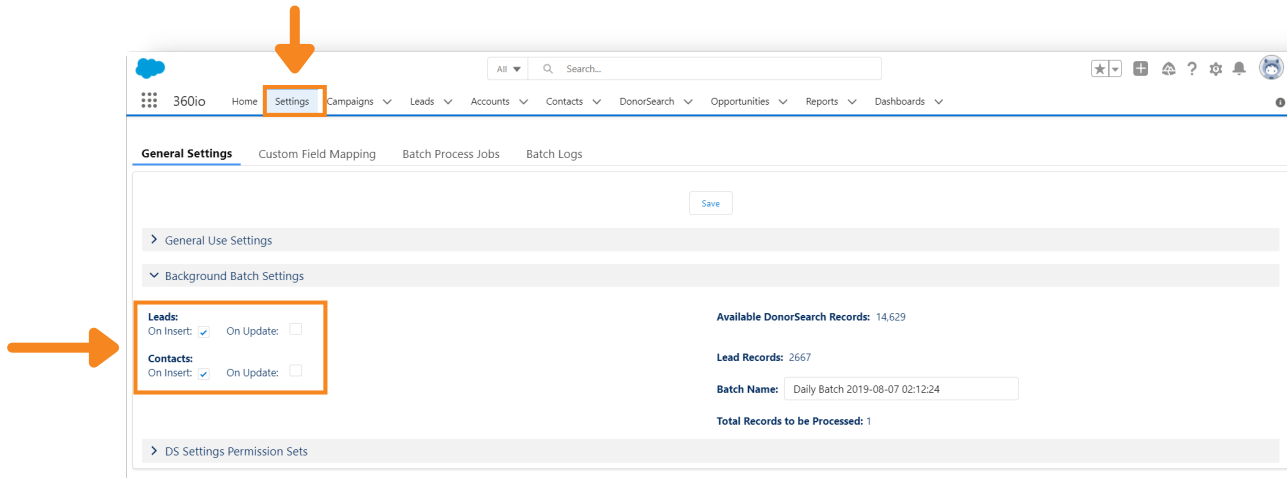 All Search...
360io Home Settings Campaigns Leads Accounts Contacts DonorSearch Opportunities Reports Dashboards
General Settings Custom Field Mapping Batch Process Jobs Batch Logs
Save
General Use Settings
Background Batch Settings
Leads:
On Insert: On Update:
Contacts:
On Insert: On Update:
Available DonorSearch Records: 14,629
Lead Records: 2667
Batch Name: Daily Batch 2019-08-07 02:12:24
Total Records to be Processed: 1
DS Settings Permission Sets